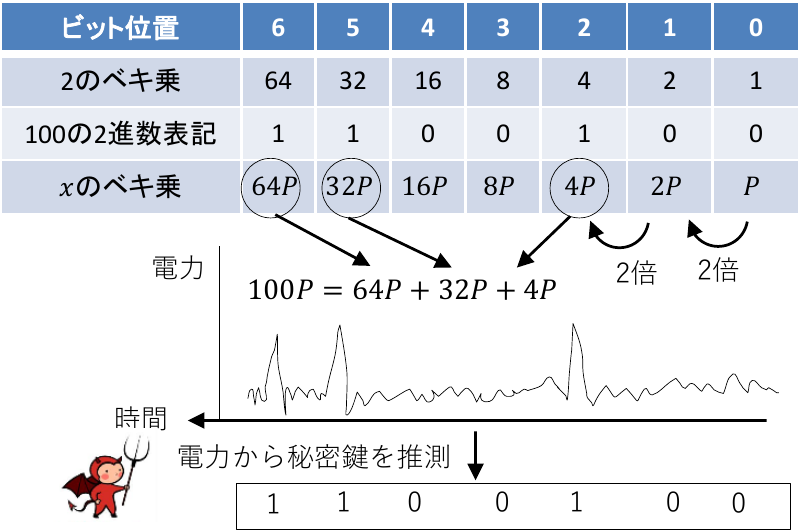 ビット位置 6 5 4 3 2 1 0
2のベキ乗 64 32 16 8 4 2 1
100の2進数表記 1 1 0 0 1 0 0
xのベキ乗 64P 32P 16P 8P 4P 2P P
電力
2倍 2倍
100P = 64P + 32P + 4P
時間
電力から秘密鍵を推測
1 1 0 0 1 0 0